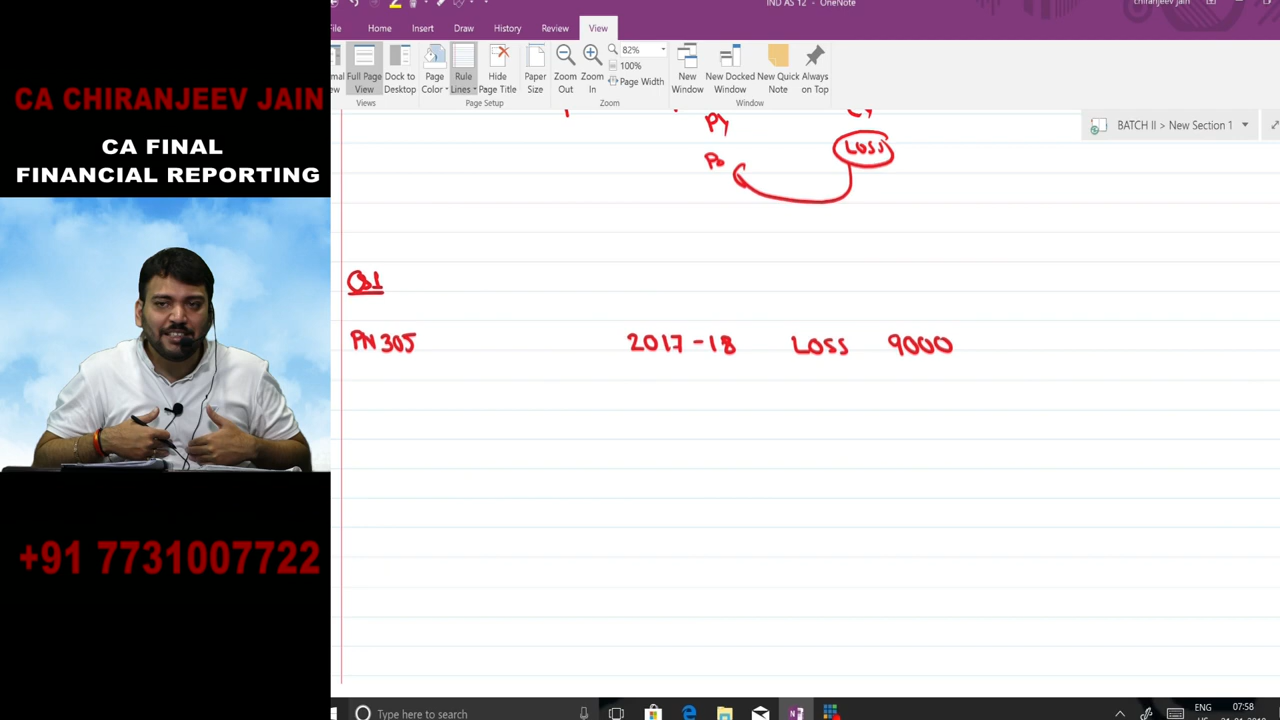 IND AS 12 - OneNote
chiranjeev jain
Home Insert Draw History Review View
Full Page View
Dock to Desktop
Page Color
Rule Lines
Hide Page Title
Paper Size
Zoom Out
Zoom In
82%
100%
Page Width
New Window
New Docked Window
New Quick Note
Always on Top
Views
Page Setup
Zoom
Window
BATCH II > New Section 1
CA CHIRANJEEV JAIN
CA FINAL
FINANCIAL REPORTING
Py
Loss
PN 305 2017-18 Loss 9000
+91 7731007722
Type here to search
ENG
07:58